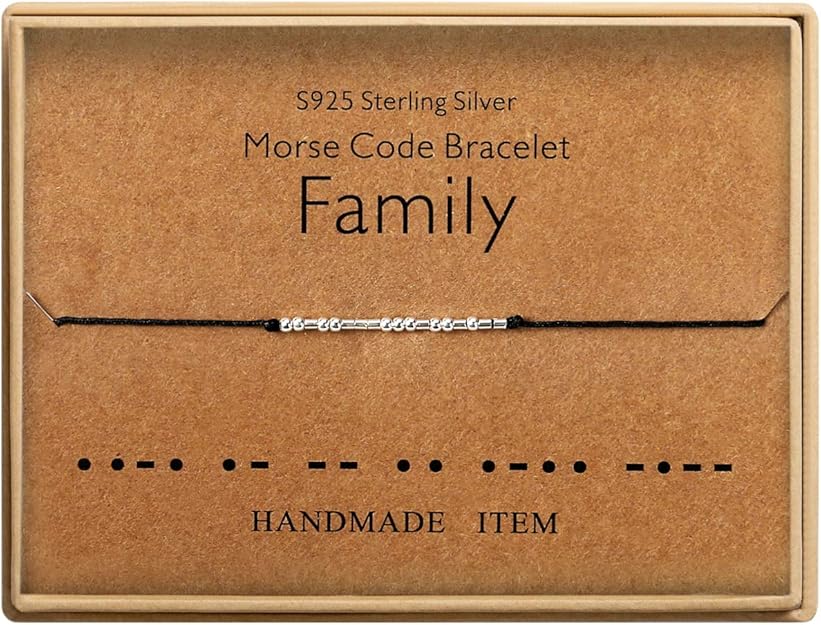 S925 Sterling Silver
Morse Code Bracelet
Family
••-• •- -- •• •-•• -•--
HANDMADE ITEM